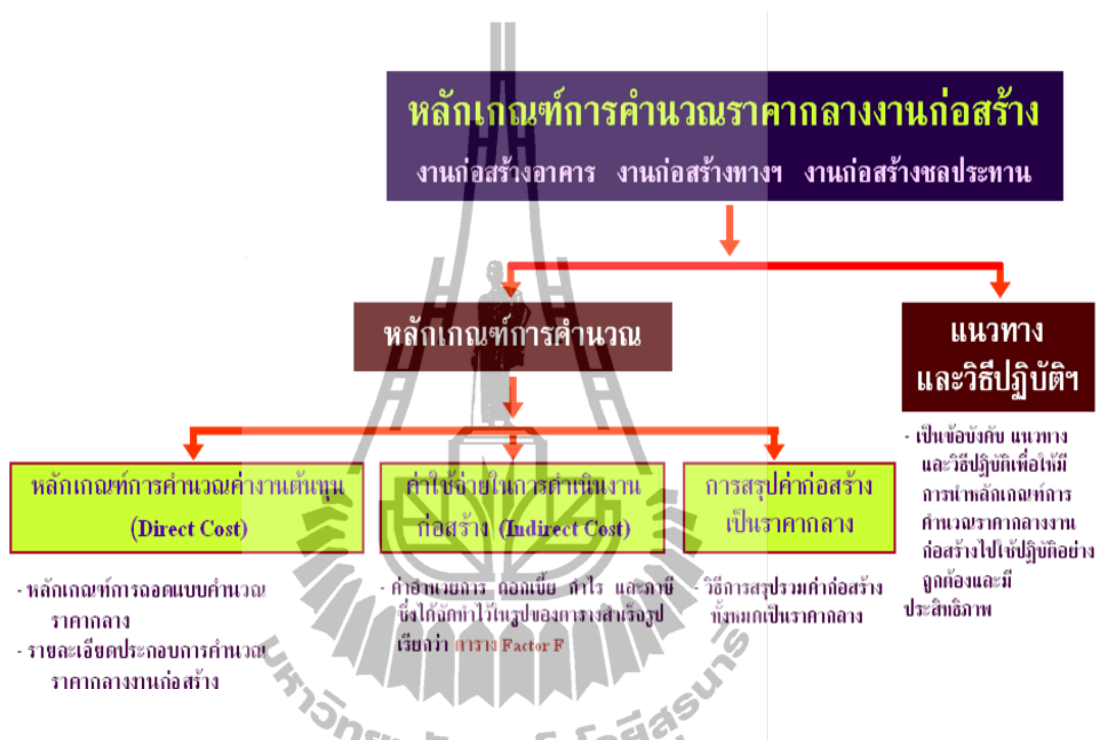 หลักเกณฑ์การคำนวณราคากลางงานก่อสร้าง
งานก่อสร้างอาคาร งานก่อสร้างทางฯ งานก่อสร้างชลประทาน
หลักเกณฑ์การคำนวณ
แนวทาง
และวิธีปฏิบัติฯ
หลักเกณฑ์การคำนวณค่างานต้นทุน
(Direct Cost)
- หลักเกณฑ์การถอดแบบคำนวณ
ราคากลาง
- รายละเอียดประกอบการคำนวณ
ราคากลางงานก่อสร้าง
ค่าใช้จ่ายในการดำเนินงาน
ก่อสร้าง (Indirect Cost)
- ค่าอำนวยการ ดอกเบี้ย กำไร และภาษี
ซึ่งได้จัดทำไว้ในรูปของตารางสำเร็จรูป
เรียกว่า ตาราง Factor F
การสรุปค่าก่อสร้าง
เป็นราคากลาง
- วิธีการสรุปรวมค่าก่อสร้าง
ทั้งหมดเป็นราคากลาง
- เป็นข้อบังคับ แนวทาง
และวิธีปฏิบัติเพื่อให้มี
การนำหลักเกณฑ์การ
คำนวณราคากลางงาน
ก่อสร้างไปใช้ปฏิบัติอย่าง
ถูกต้องและมี
ประสิทธิภาพ